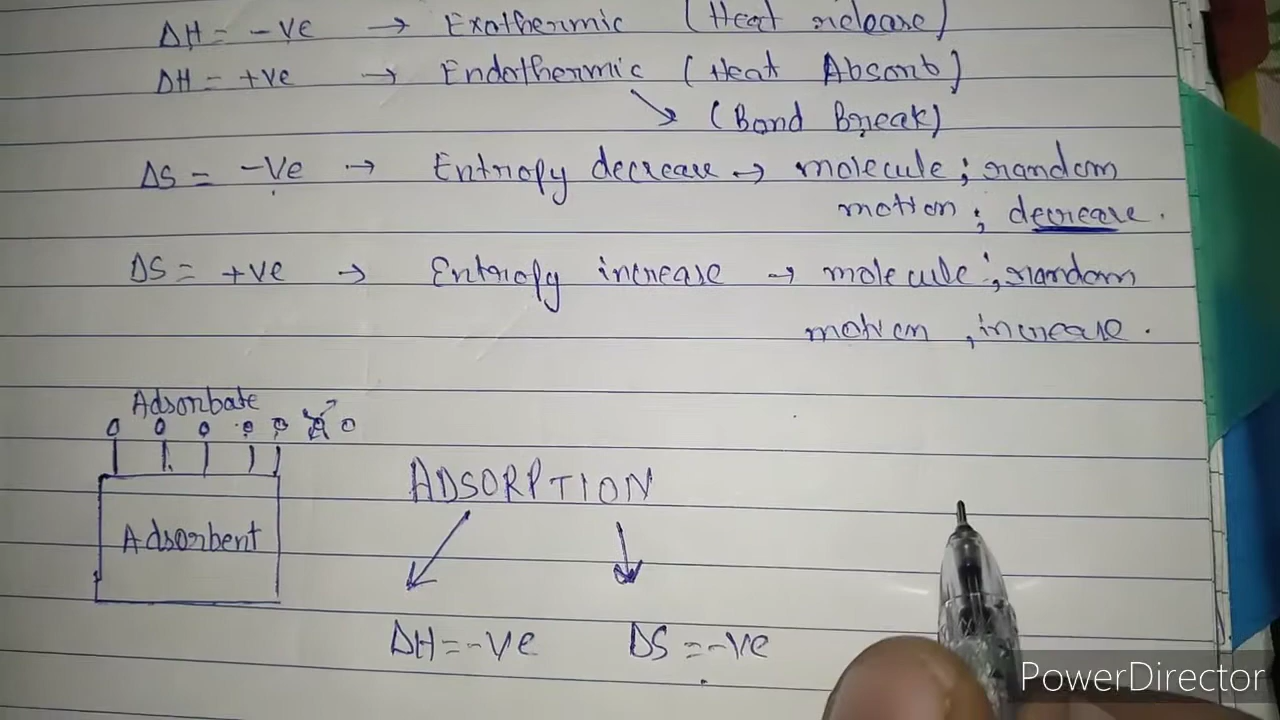 ΔH = -ve → Exothermic (Heat release)
ΔH = +ve → Endothermic (Heat Absorb)
(Bond Break)
ΔS = -ve → Entropy decrease → molecule ; random
motion ; decrease.
ΔS = +ve → Entropy increase → molecule ; random
motion , increase.
Adsorbate
ADSORPTION
Adsorbent
ΔH = -ve ΔS = -ve
PowerDirector